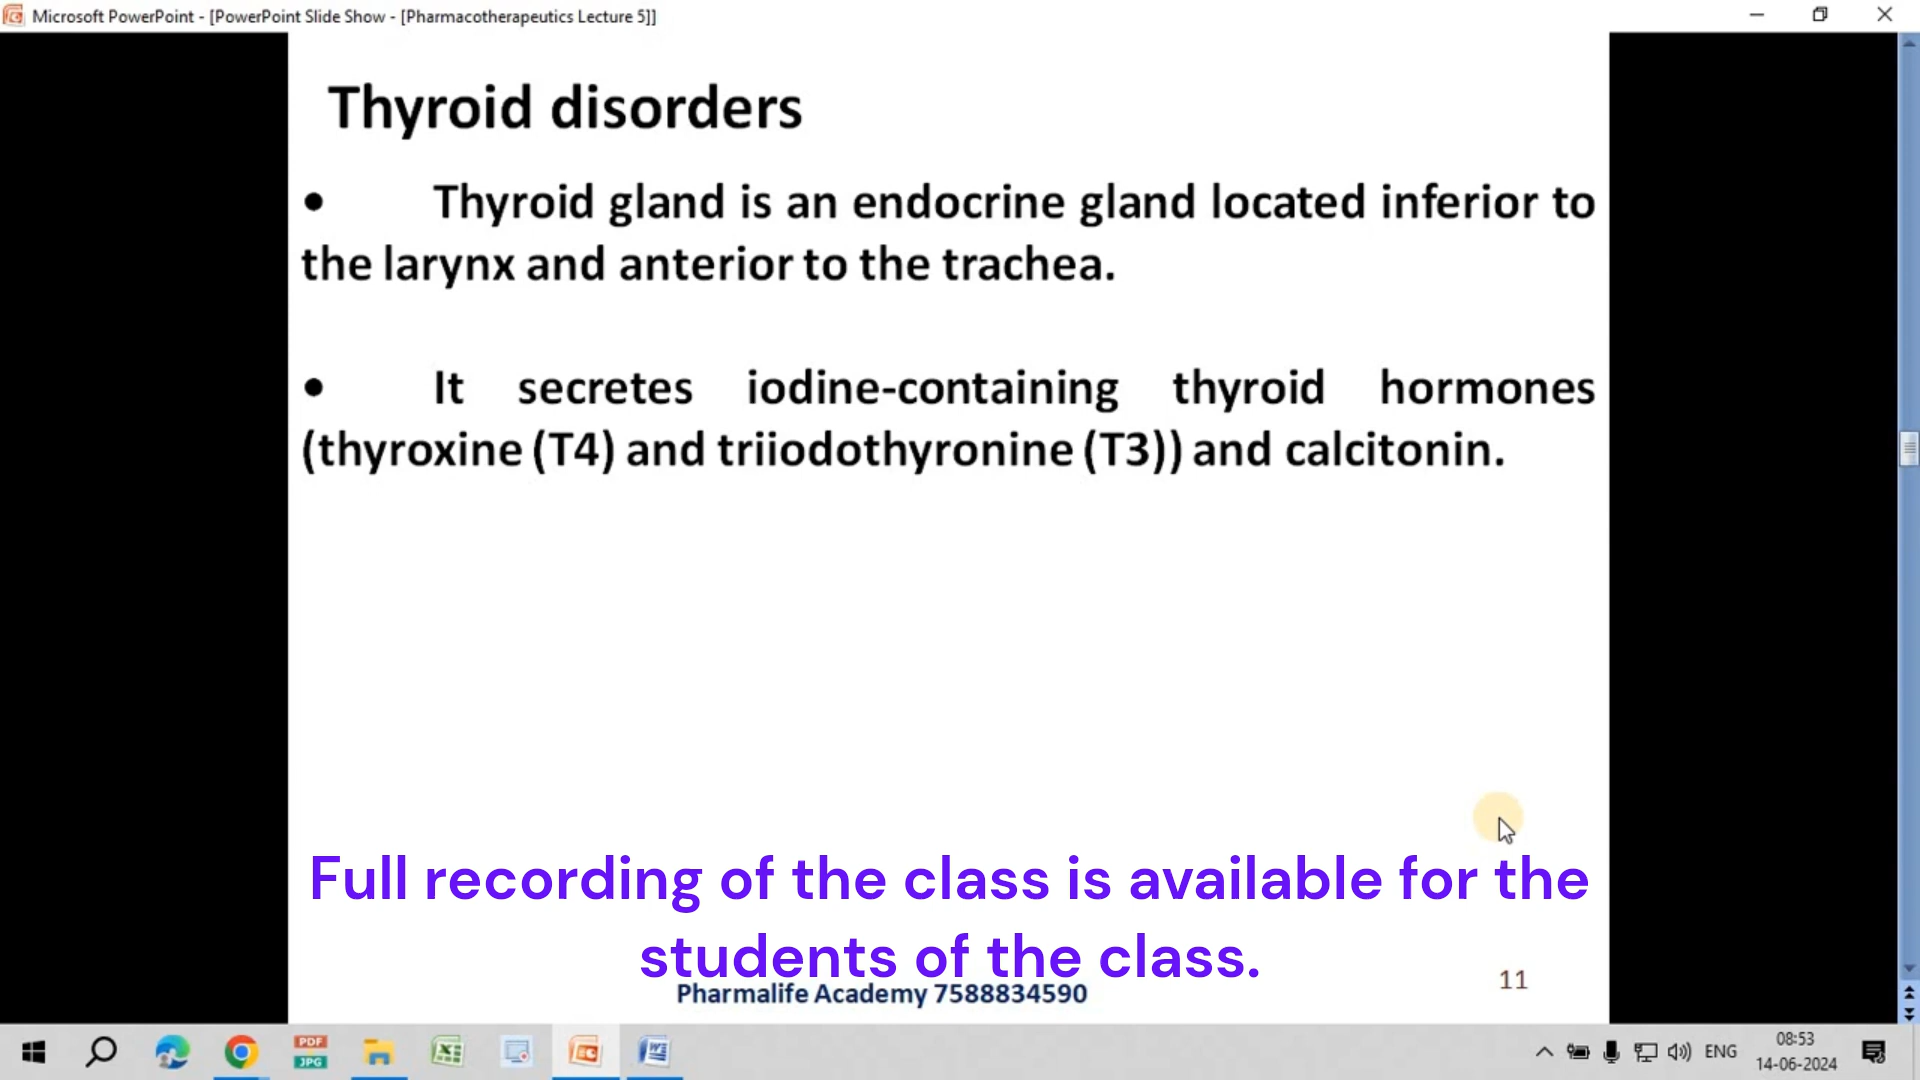 Microsoft PowerPoint - [PowerPoint Slide Show - [Pharmacotherapeutics Lecture 5]]
Thyroid disorders
• Thyroid gland is an endocrine gland located inferior to
the larynx and anterior to the trachea.
• It secretes iodine-containing thyroid hormones
(thyroxine (T4) and triiodothyronine (T3)) and calcitonin.
Full recording of the class is available for the
students of the class.
Pharmalife Academy 7588834590
11
PDF
JPG
ENG
08:53
14-06-2024